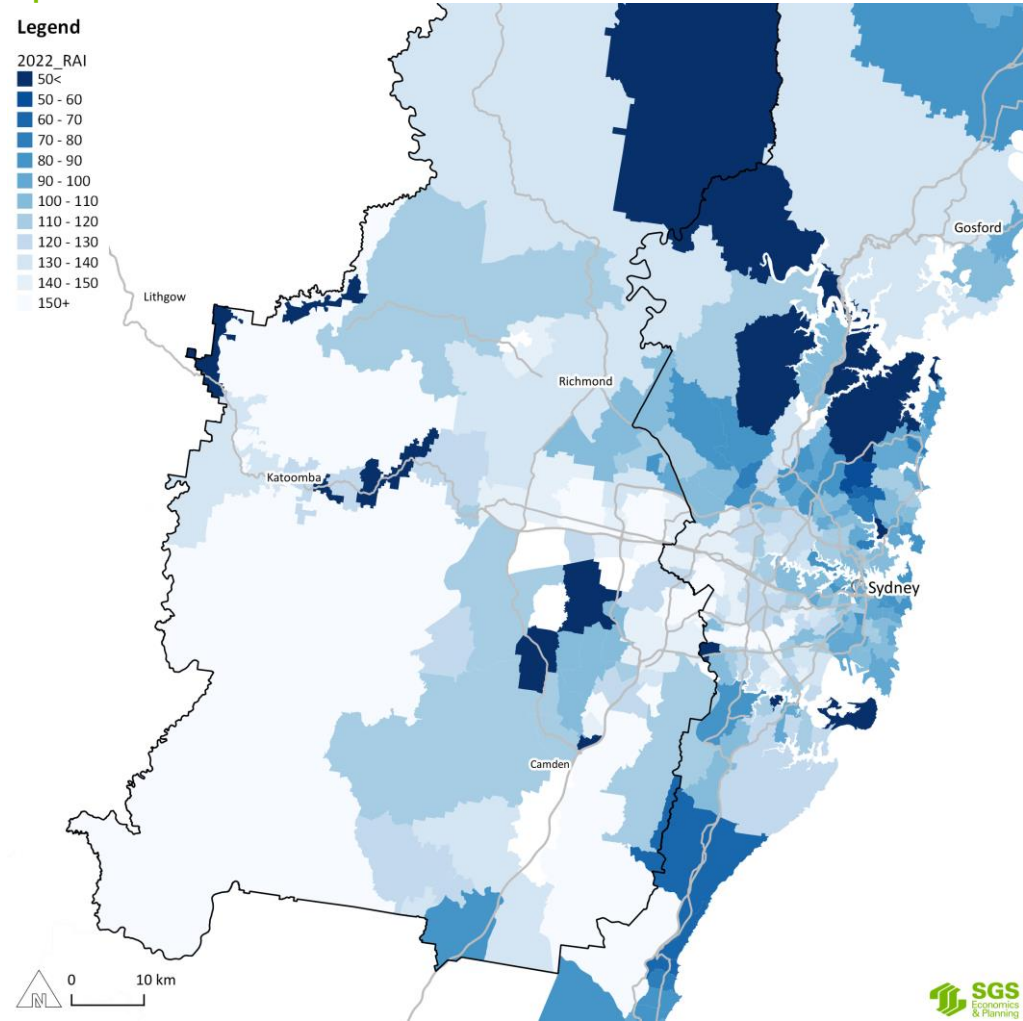 Legend
2022_RAI
50<
50 - 60
60 - 70
70 - 80
80 - 90
90 - 100
100 - 110
110 - 120
120 - 130
130 - 140
140 - 150
150+
Gosford
Lithgow
Richmond
Katoomba
Sydney
Camden
0 10 km
N
SGS
Economics
& Planning